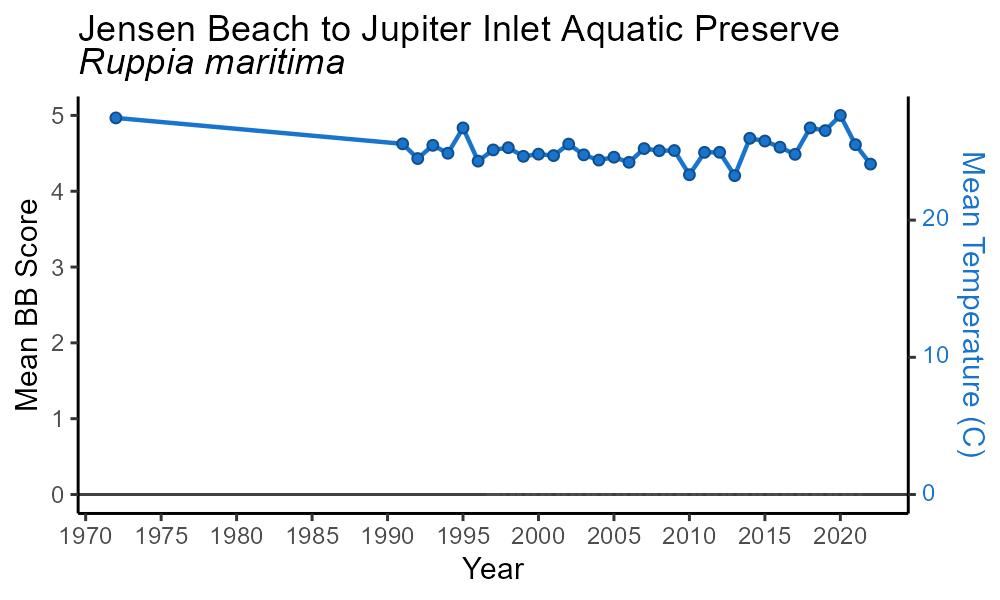 Jensen Beach to Jupiter Inlet Aquatic Preserve
Ruppia maritima
Mean BB Score
5
4
3
2
1
0
20
10
0
Mean Temperature (C)
1970 1975 1980 1985 1990 1995 2000 2005 2010 2015 2020
Year